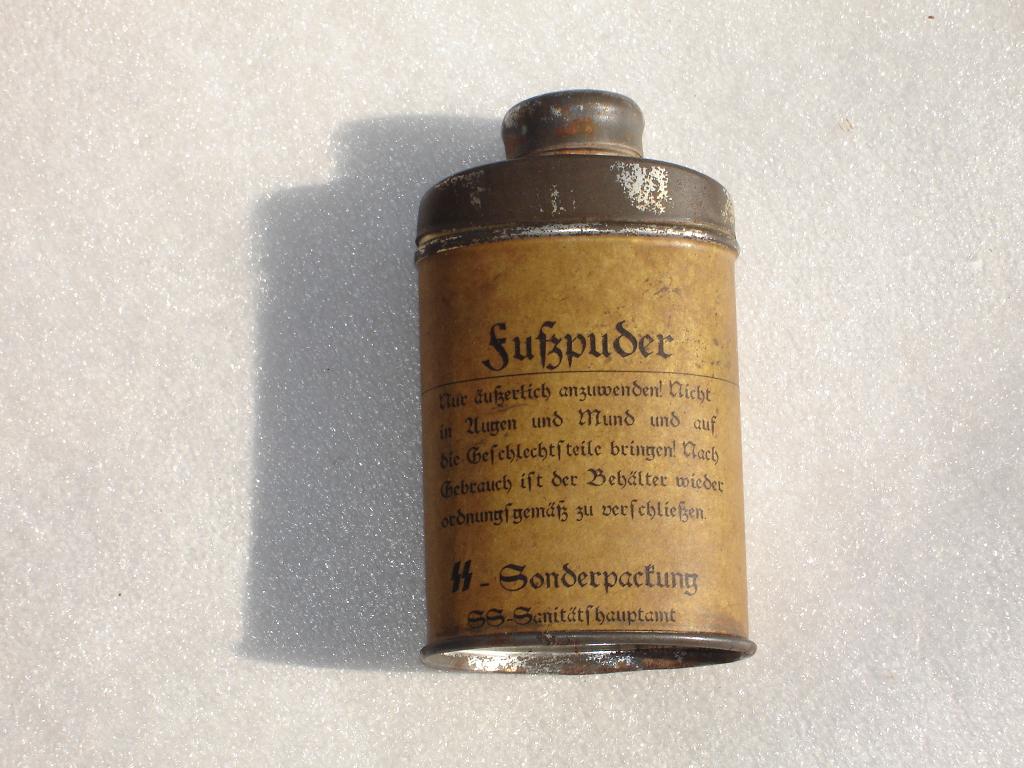 Fußpuder
Nur äußerlich anzuwenden! Nicht
in Augen und Mund und auf
die Geſchlechtſteile bringen! Nach
Gebrauch iſt der Behälter wieder
ordnungſgemäß zu verſchließen.
ϟϟ - Sonderpackung
SS-Sanitätſhauptamt